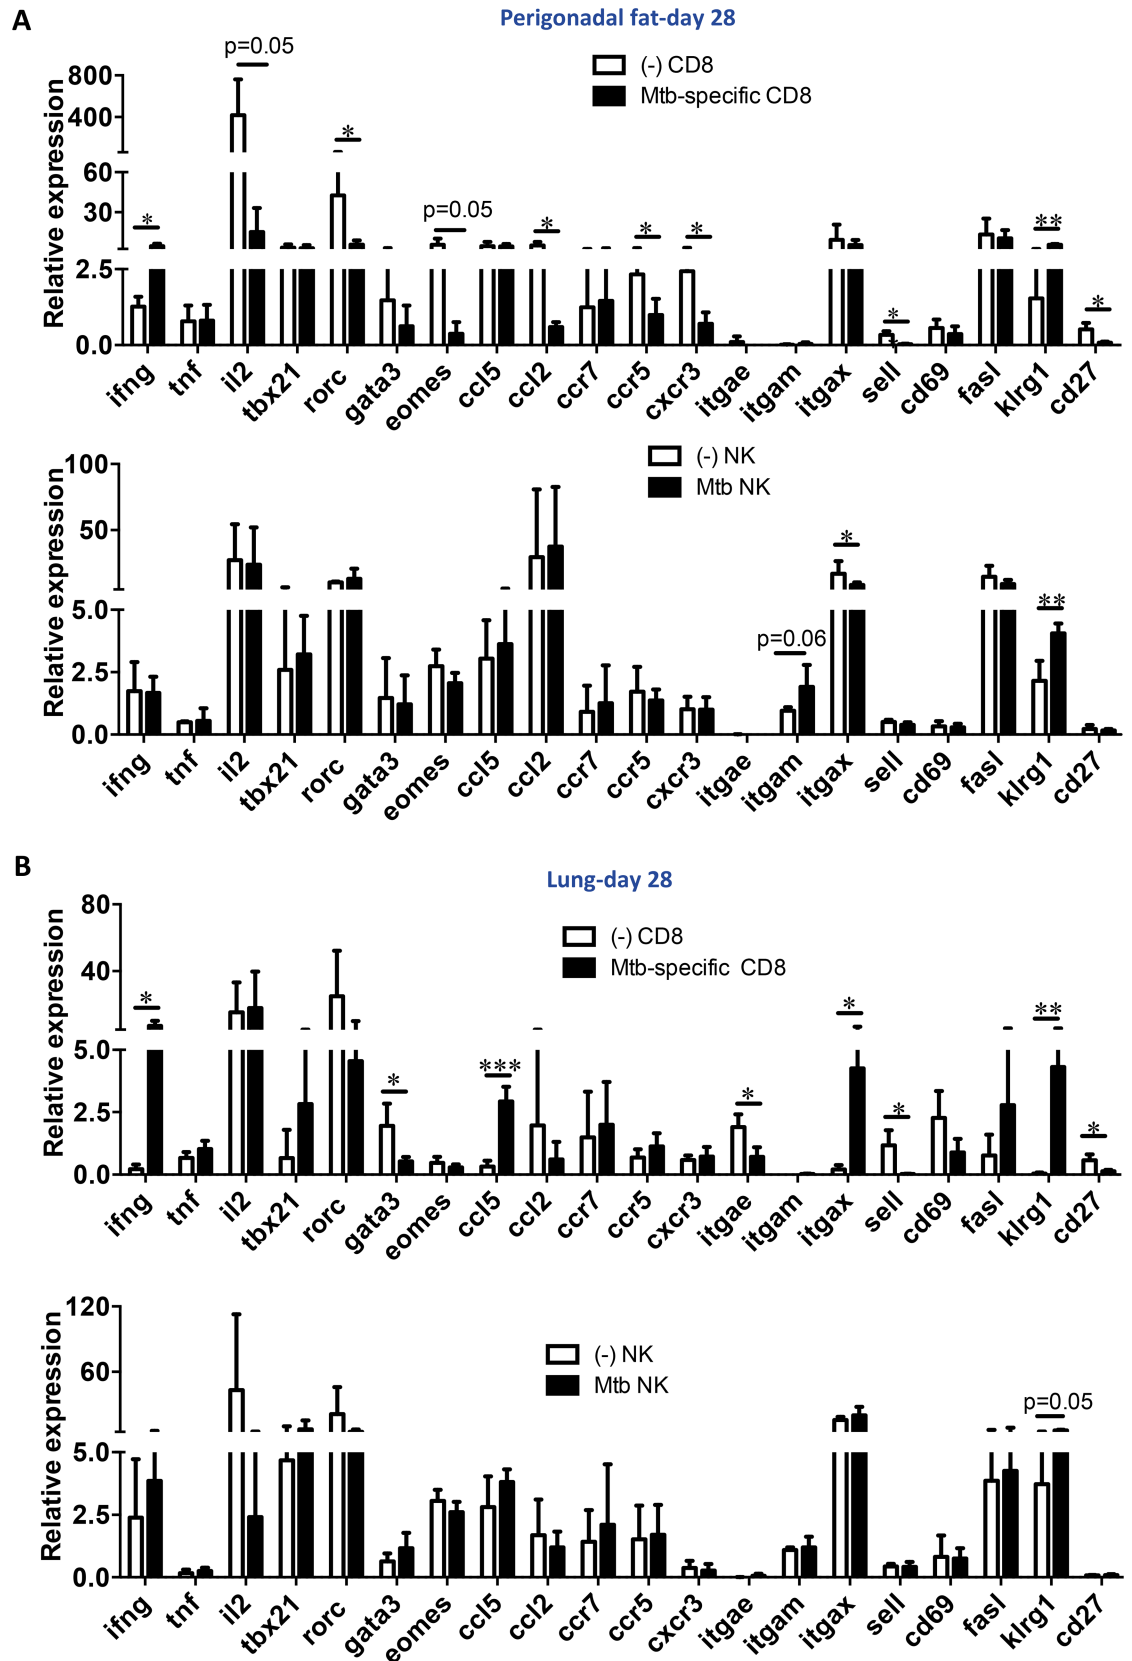 A
Perigonadal fat-day 28
(-) CD8
Mtb-specific CD8
Relative expression
800
400
60
30
2.5
0.0
*
p=0.05
*
p=0.05
*
*
*
*
**
*
ifng
tnf
il2
tbx21
rorc
gata3
eomes
ccl5
ccl2
ccr7
ccr5
cxcr3
itgae
itgam
itgax
sell
cd69
fasl
klrg1
cd27
(-) NK
Mtb NK
Relative expression
100
50
5.0
2.5
0.0
p=0.06
*
**
ifng
tnf
il2
tbx21
rorc
gata3
eomes
ccl5
ccl2
ccr7
ccr5
cxcr3
itgae
itgam
itgax
sell
cd69
fasl
klrg1
cd27
B
Lung-day 28
(-) CD8
Mtb-specific CD8
Relative expression
80
40
5.0
2.5
0.0
*
*
***
*
*
*
**
*
ifng
tnf
il2
tbx21
rorc
gata3
eomes
ccl5
ccl2
ccr7
ccr5
cxcr3
itgae
itgam
itgax
sell
cd69
fasl
klrg1
cd27
(-) NK
Mtb NK
Relative expression
120
60
5.0
2.5
0.0
p=0.05
ifng
tnf
il2
tbx21
rorc
gata3
eomes
ccl5
ccl2
ccr7
ccr5
cxcr3
itgae
itgam
itgax
sell
cd69
fasl
klrg1
cd27